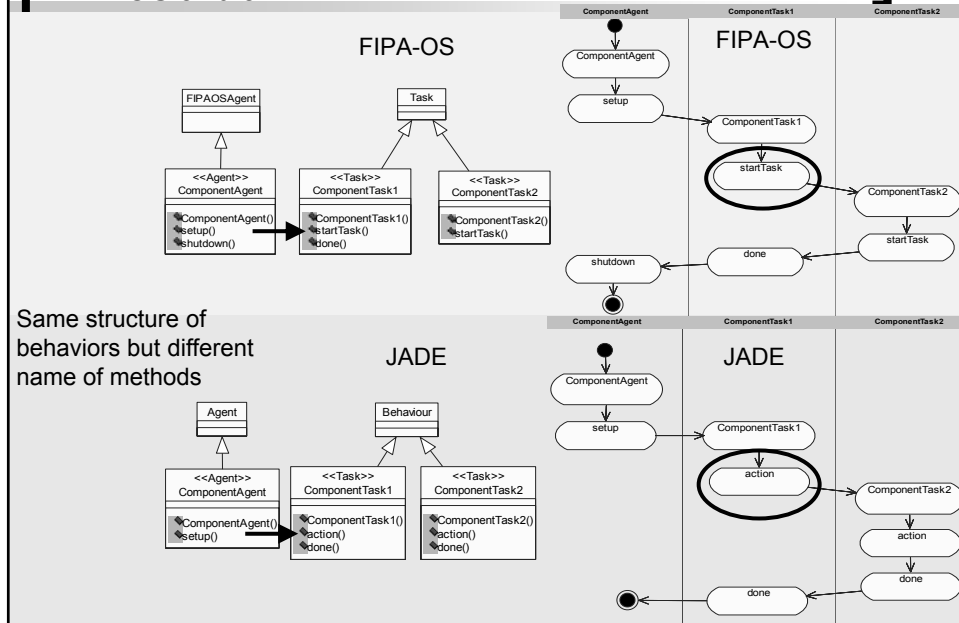 ComponentAgent ComponentTask1 ComponentTask2
FIPA-OS
FIPA-OS
FIPAOSAgent
Task
<<Agent>>
ComponentAgent
ComponentAgent()
setup()
shutdown()
<<Task>>
ComponentTask1
ComponentTask1()
startTask()
done()
<<Task>>
ComponentTask2
ComponentTask2()
startTask()
ComponentAgent
setup
ComponentTask1
startTask
ComponentTask2
startTask
done
shutdown
Same structure of
behaviors but different
name of methods
ComponentAgent ComponentTask1 ComponentTask2
JADE
JADE
Agent
Behaviour
<<Agent>>
ComponentAgent
ComponentAgent()
setup()
<<Task>>
ComponentTask1
ComponentTask1()
action()
done()
<<Task>>
ComponentTask2
ComponentTask2()
action()
done()
ComponentAgent
setup
ComponentTask1
action
ComponentTask2
action
done
done